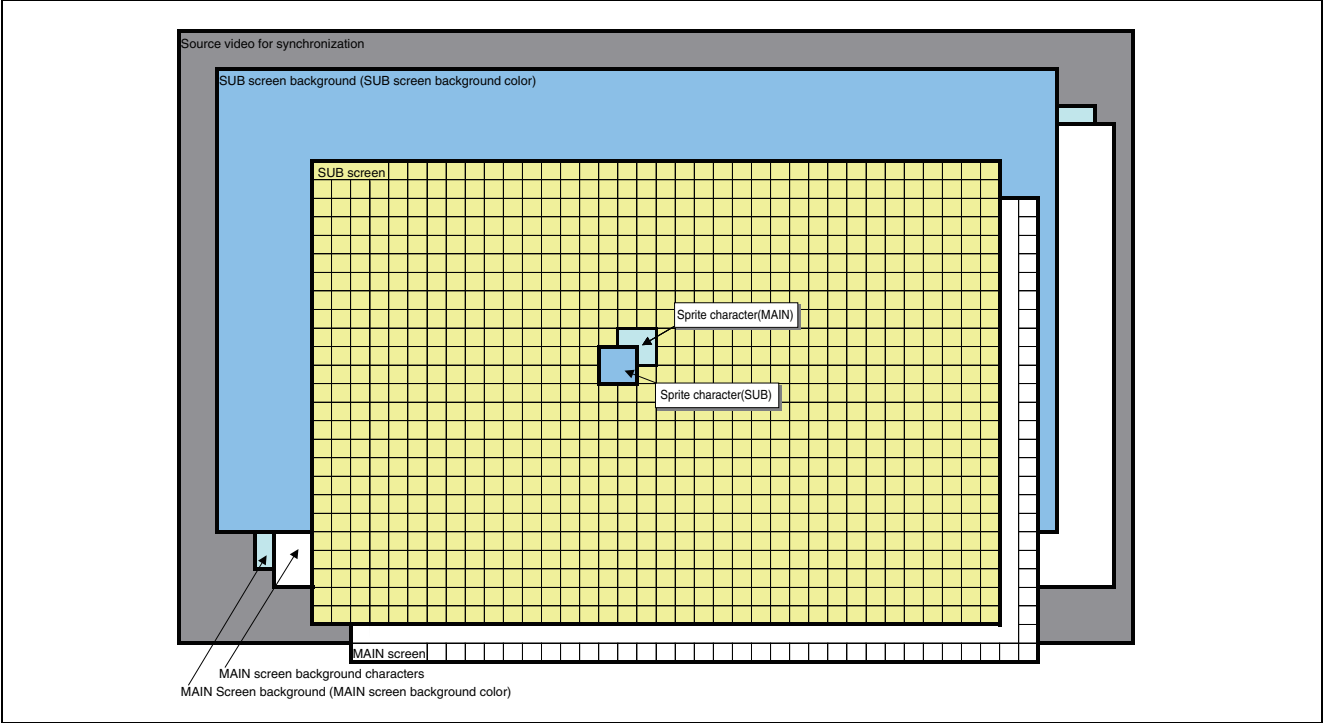 Source video for synchronization
SUB screen background (SUB screen background color)
SUB screen
Sprite character(MAIN)
Sprite character(SUB)
MAIN screen
MAIN screen background characters
MAIN Screen background (MAIN screen background color)